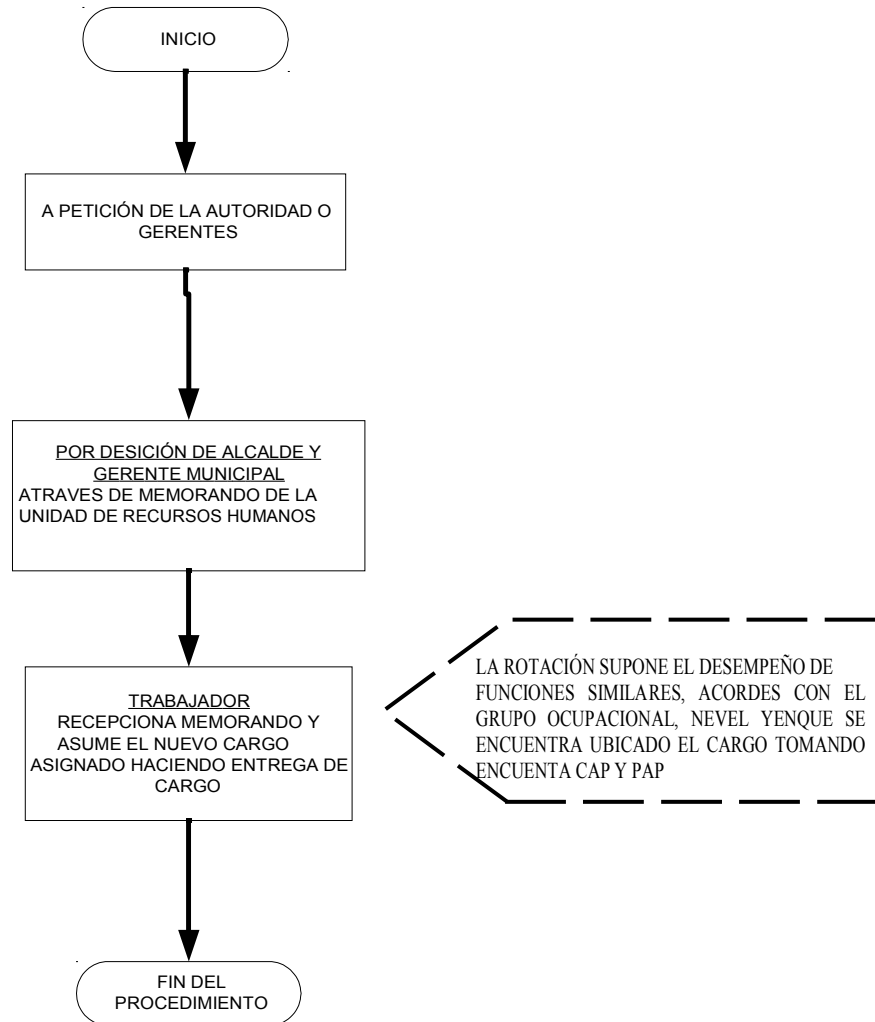 INICIO
A PETICIÓN DE LA AUTORIDAD O
GERENTES
POR DESICIÓN DE ALCALDE Y
GERENTE MUNICIPAL
ATRAVES DE MEMORANDO DE LA
UNIDAD DE RECURSOS HUMANOS
TRABAJADOR
RECEPCIONA MEMORANDO Y
ASUME EL NUEVO CARGO
ASIGNADO HACIENDO ENTREGA DE
CARGO
LA ROTACIÓN SUPONE EL DESEMPEÑO DE
FUNCIONES SIMILARES, ACORDES CON EL
GRUPO OCUPACIONAL, NEVEL YENQUE SE
ENCUENTRA UBICADO EL CARGO TOMANDO
ENCUENTA CAP Y PAP
FIN DEL
PROCEDIMIENTO